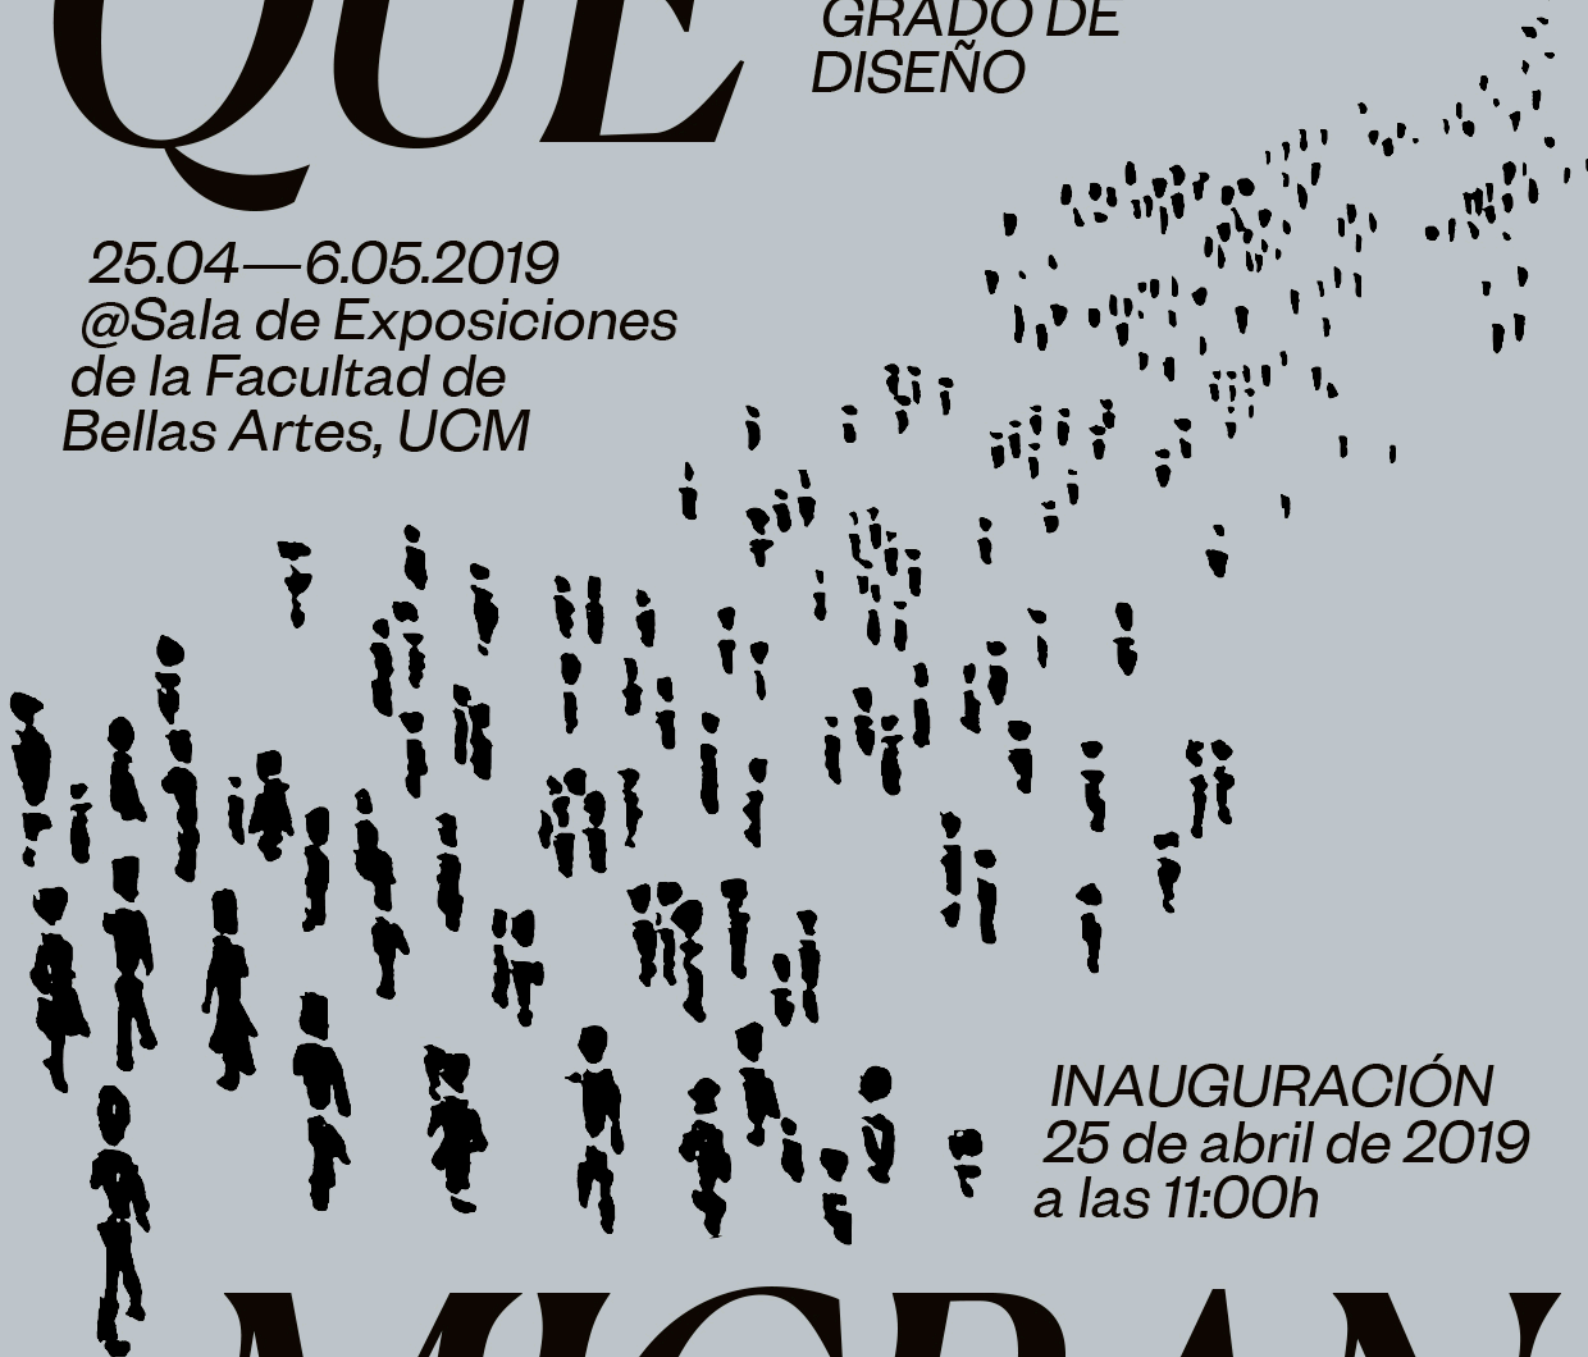 QUE
GRADO DE
DISEÑO
25.04—6.05.2019
@Sala de Exposiciones
de la Facultad de
Bellas Artes, UCM
INAUGURACIÓN
25 de abril de 2019
a las 11:00h
MIGRAN